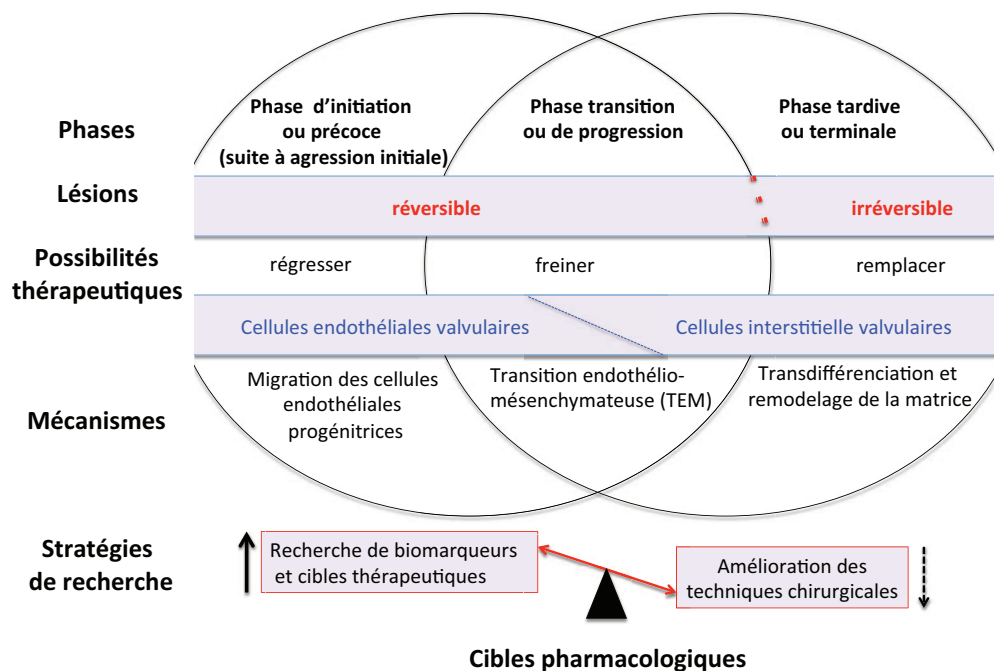 Phases
Phase d’initiation
ou précoce
(suite à agression initiale)
Phase transition
ou de progression
Phase tardive
ou terminale
Lésions
réversible
irréversible
Possibilités
thérapeutiques
régresser
freiner
remplacer
Cellules endothéliales valvulaires
Cellules interstitielle valvulaires
Mécanismes
Migration des cellules
endothéliales
progénitrices
Transition endothélio-
mésenchymateuse (TEM)
Transdifférenciation et
remodelage de la matrice
Stratégies
de recherche
Recherche de biomarqueurs
et cibles thérapeutiques
Amélioration des
techniques chirurgicales
Cibles pharmacologiques